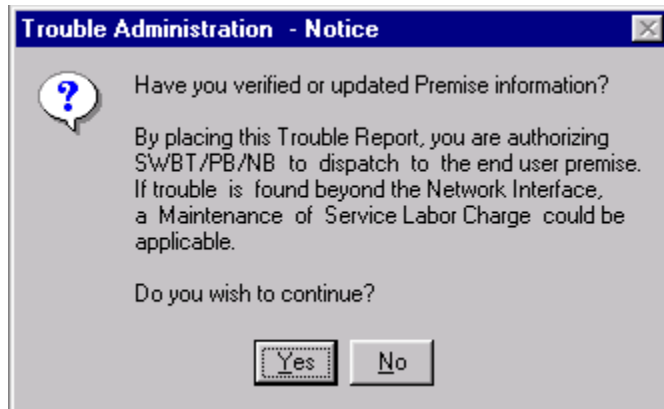 Trouble Administration - Notice
Have you verified or updated Premise information?
By placing this Trouble Report, you are authorizing
SWBT/PB/NB to dispatch to the end user premise.
If trouble is found beyond the Network Interface,
a Maintenance of Service Labor Charge could be
applicable.
Do you wish to continue?
Yes No